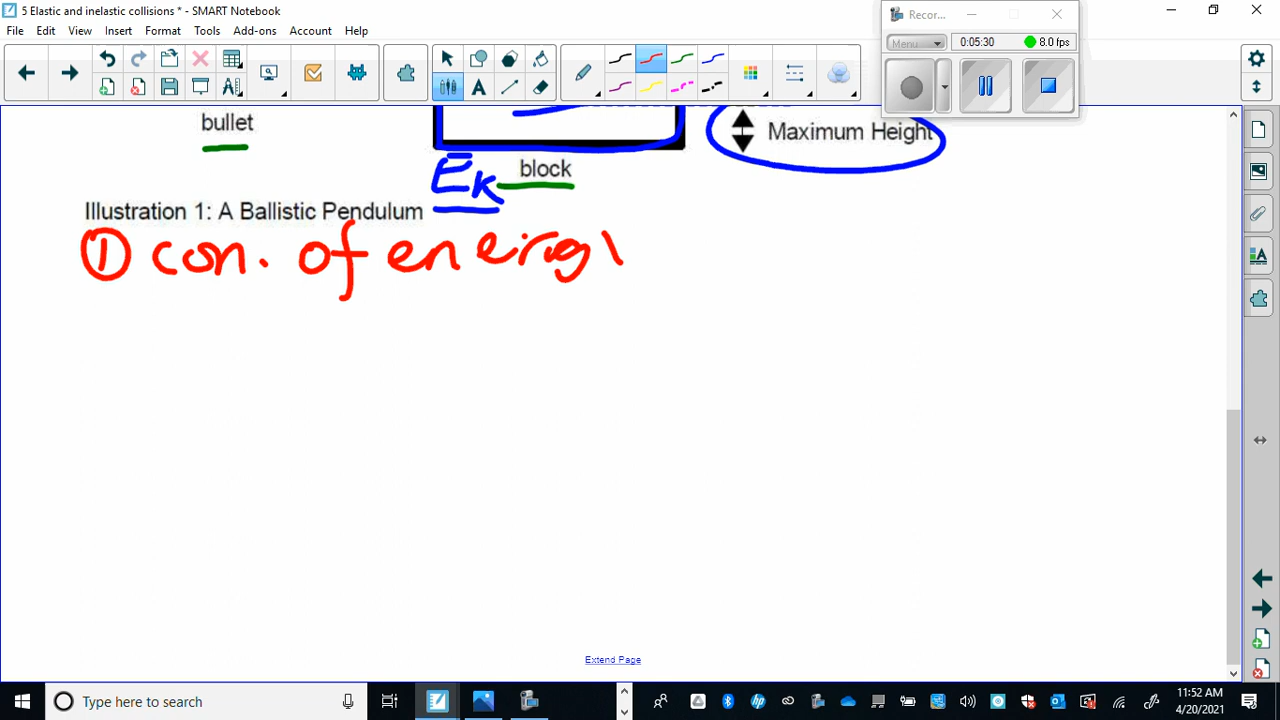 5 Elastic and inelastic collisions * - SMART Notebook
File Edit View Insert Format Tools Add-ons Account Help
Recor...
Menu 0:05:30 8.0 fps
bullet
Maximum Height
Ek block
Illustration 1: A Ballistic Pendulum
① con. of energ
Extend Page
Type here to search
11:52 AM
4/20/2021